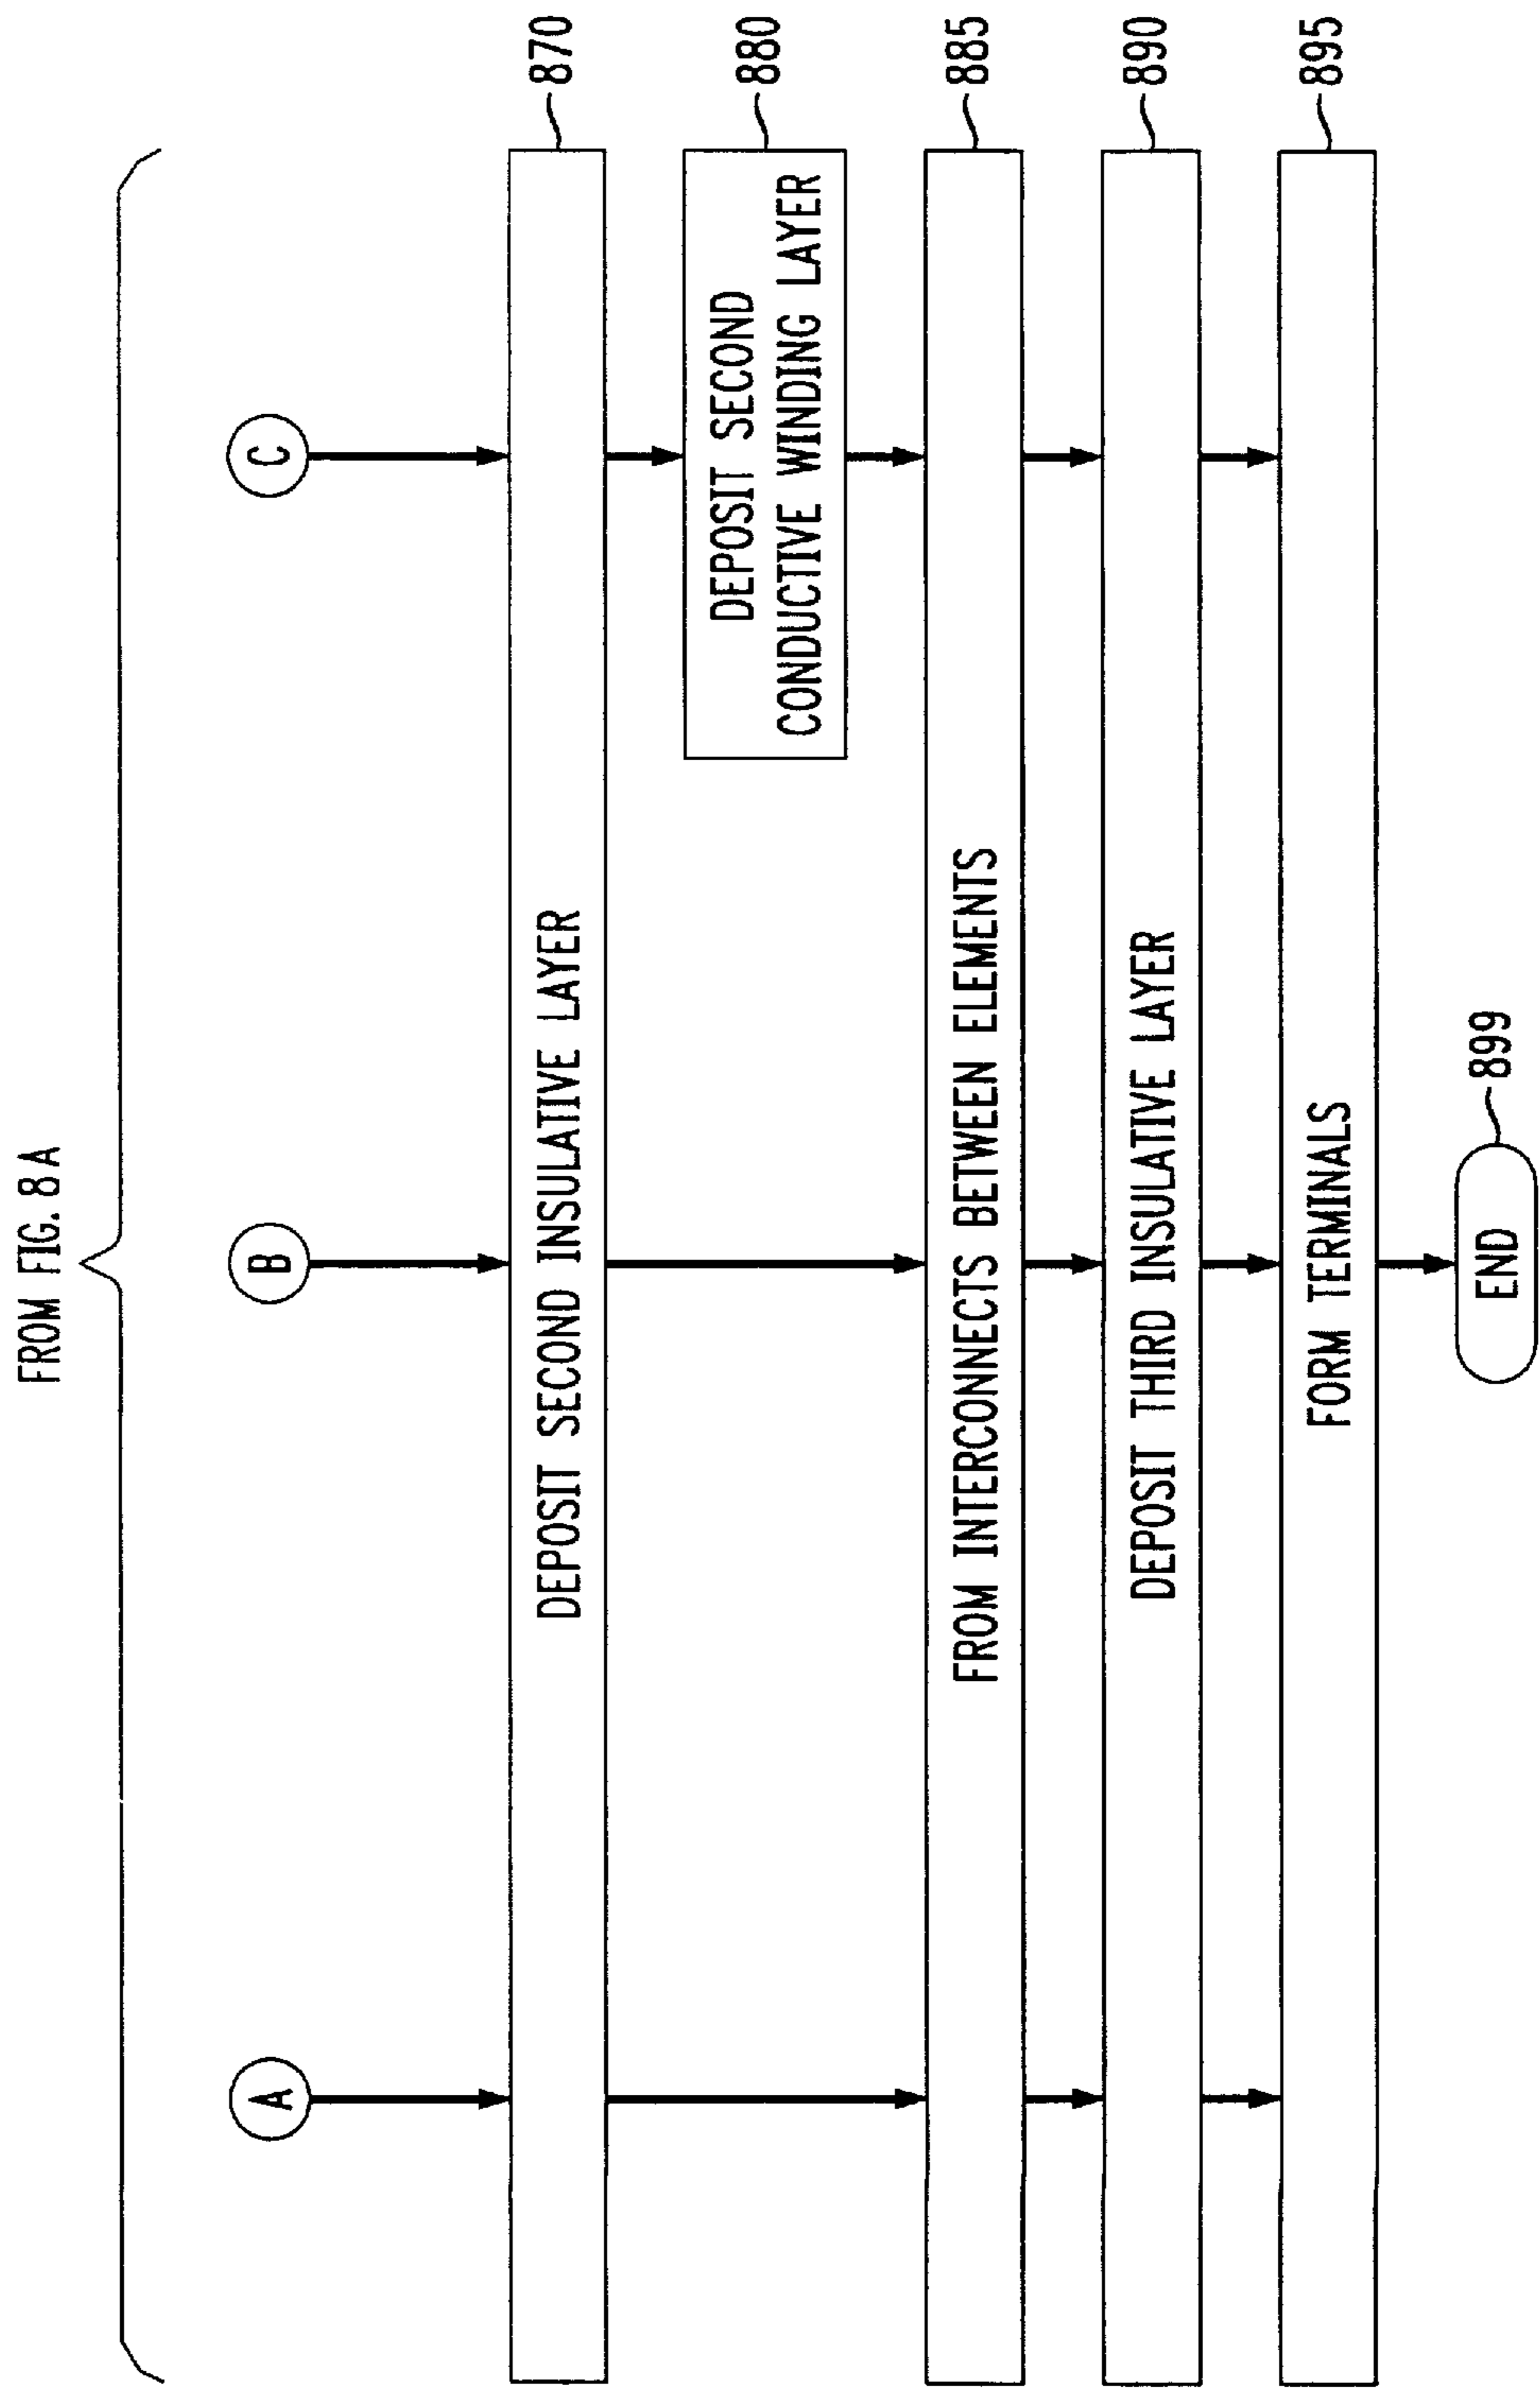 FROM FIG. 8A
A
B
C
DEPOSIT SECOND INSULATIVE LAYER
870
DEPOSIT SECOND
CONDUCTIVE WINDING LAYER
880
FROM INTERCONNECTS BETWEEN ELEMENTS
885
DEPOSIT THIRD INSULATIVE LAYER
890
FORM TERMINALS
895
END
899